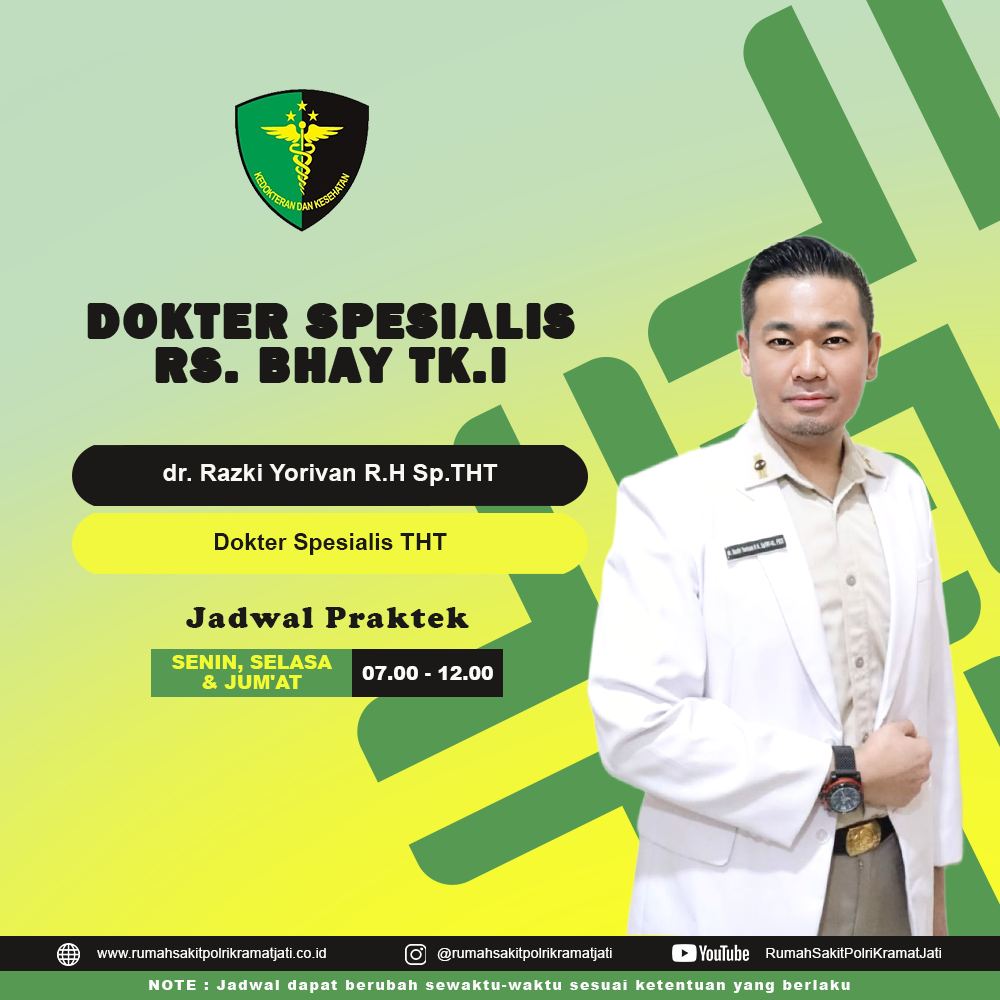 KEDOKTERAN DAN KESEHATAN
DOKTER SPESIALIS
RS. BHAY TK.I
dr. Razki Yorivan R.H Sp.THT
Dokter Spesialis THT
Jadwal Praktek
SENIN, SELASA
& JUM'AT
07.00 - 12.00
www.rumahsakitpolrikramatjati.co.id
@rumahsakitpolrikramatjati
YouTube
RumahSakitPolriKramatJati
NOTE : Jadwal dapat berubah sewaktu-waktu sesuai ketentuan yang berlaku